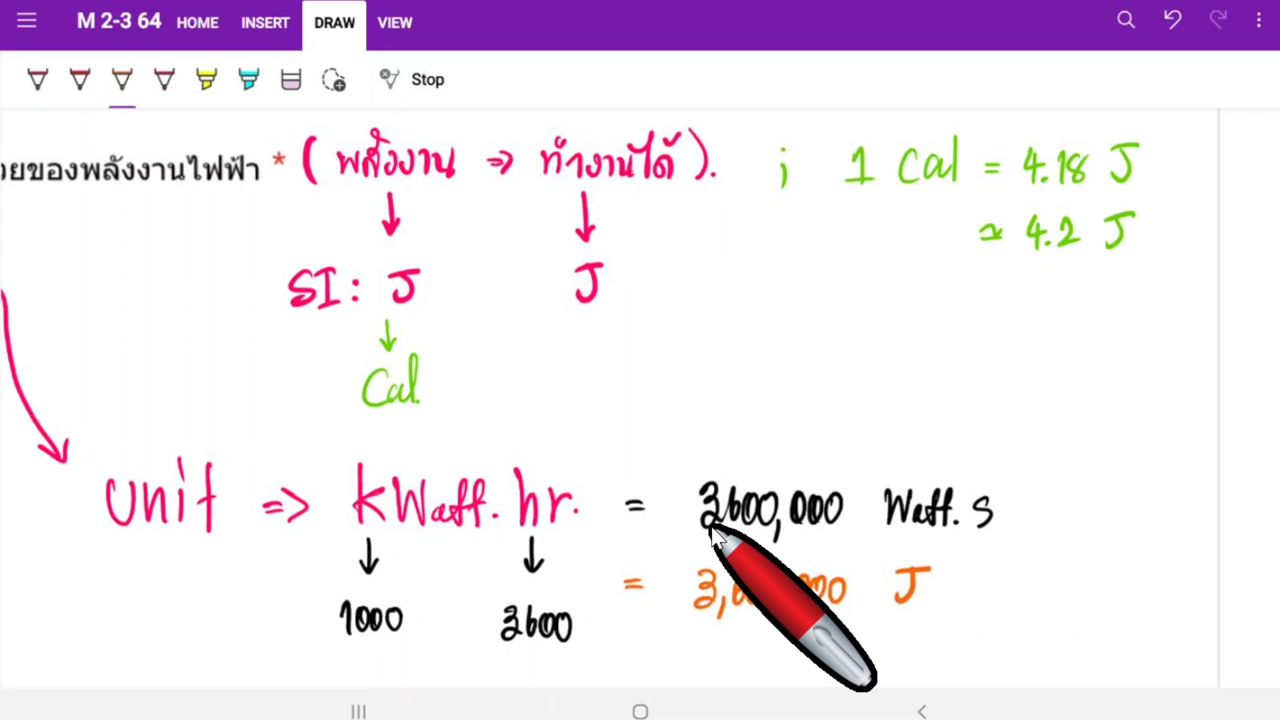 M 2-3 64 HOME INSERT DRAW VIEW
Stop
วยของพลังงานไฟฟ้า * ( พลังงาน => ทำงานได้ ). ; 1 Cal = 4.18 J
≃ 4.2 J
SI : J J
Cal.
Unit => kWatt. hr. = 3600,000 Watt. s
= J
1000 3600